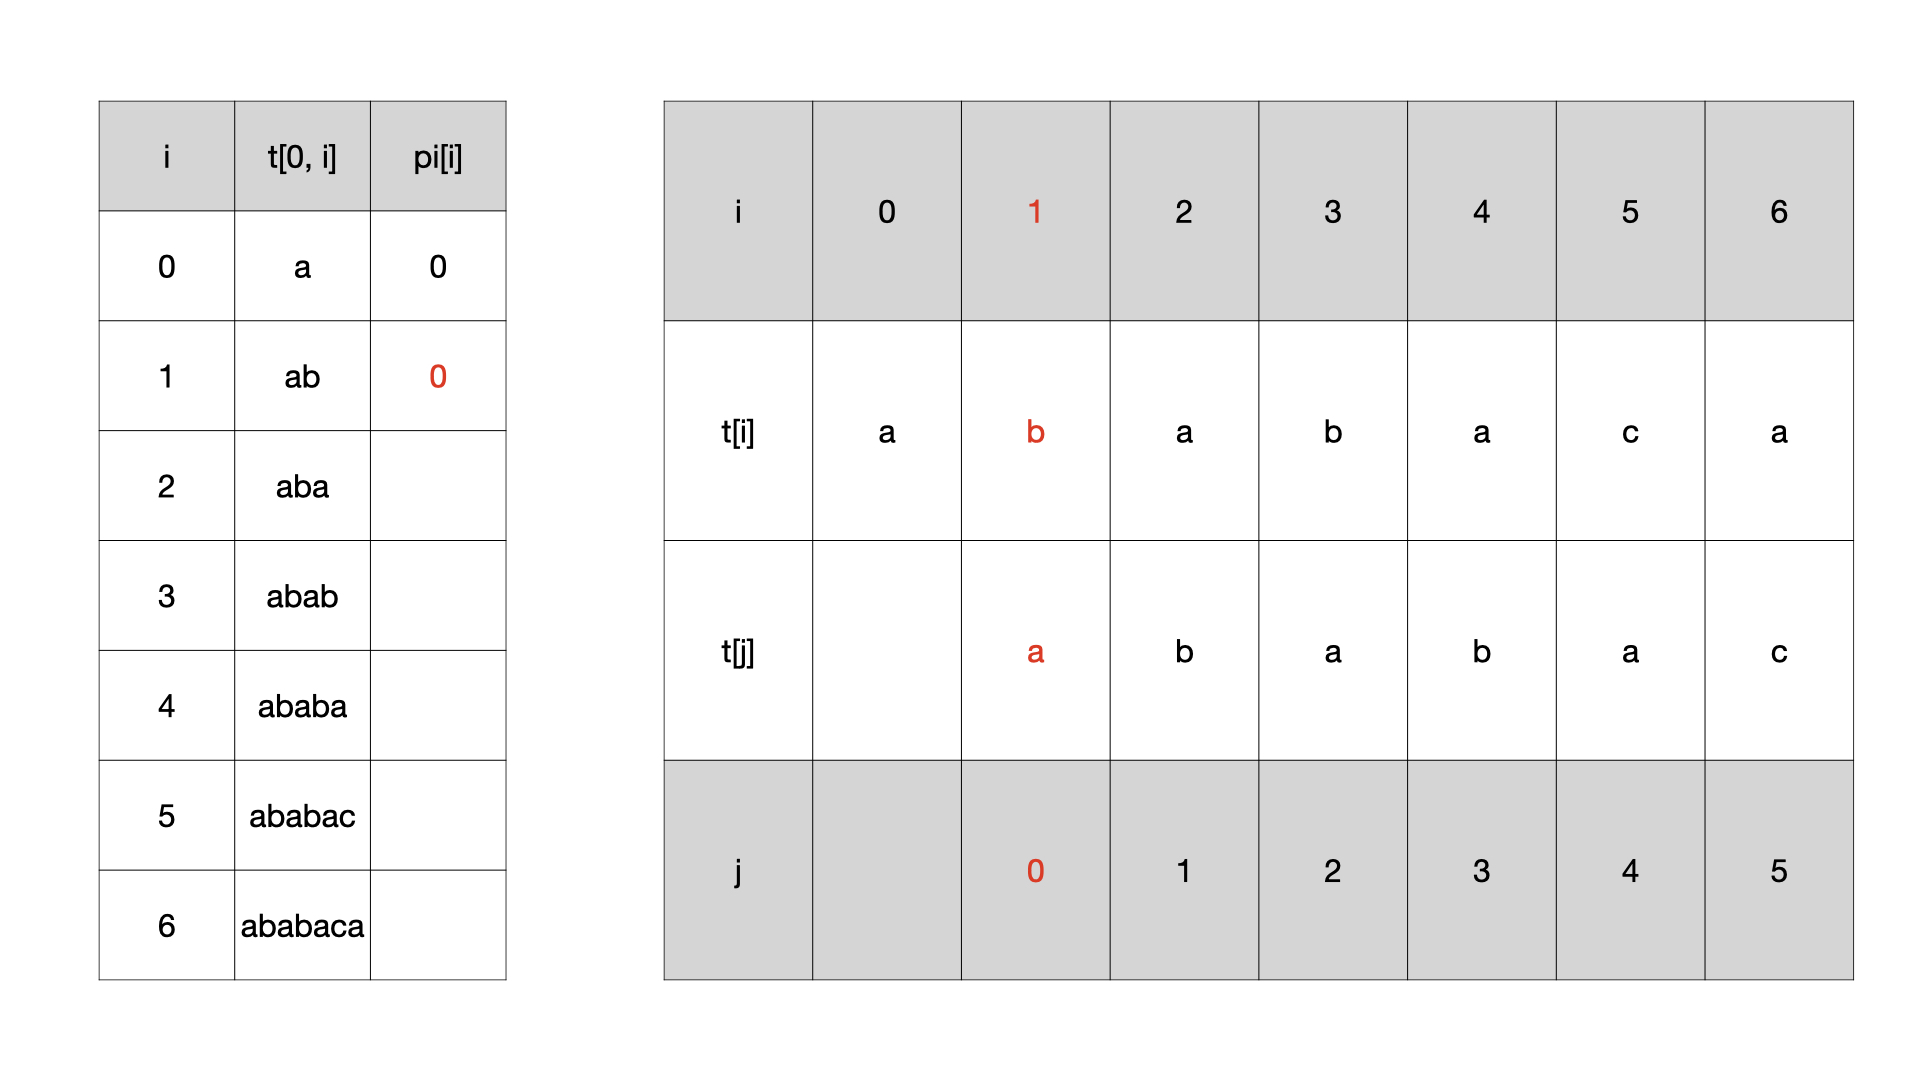 i t[0, i] pi[i]
0 a 0
1 ab 0
2 aba
3 abab
4 ababa
5 ababac
6 ababaca
i 0 1 2 3 4 5 6
t[i] a b a b a c a
t[j] a b a b a c
j 0 1 2 3 4 5